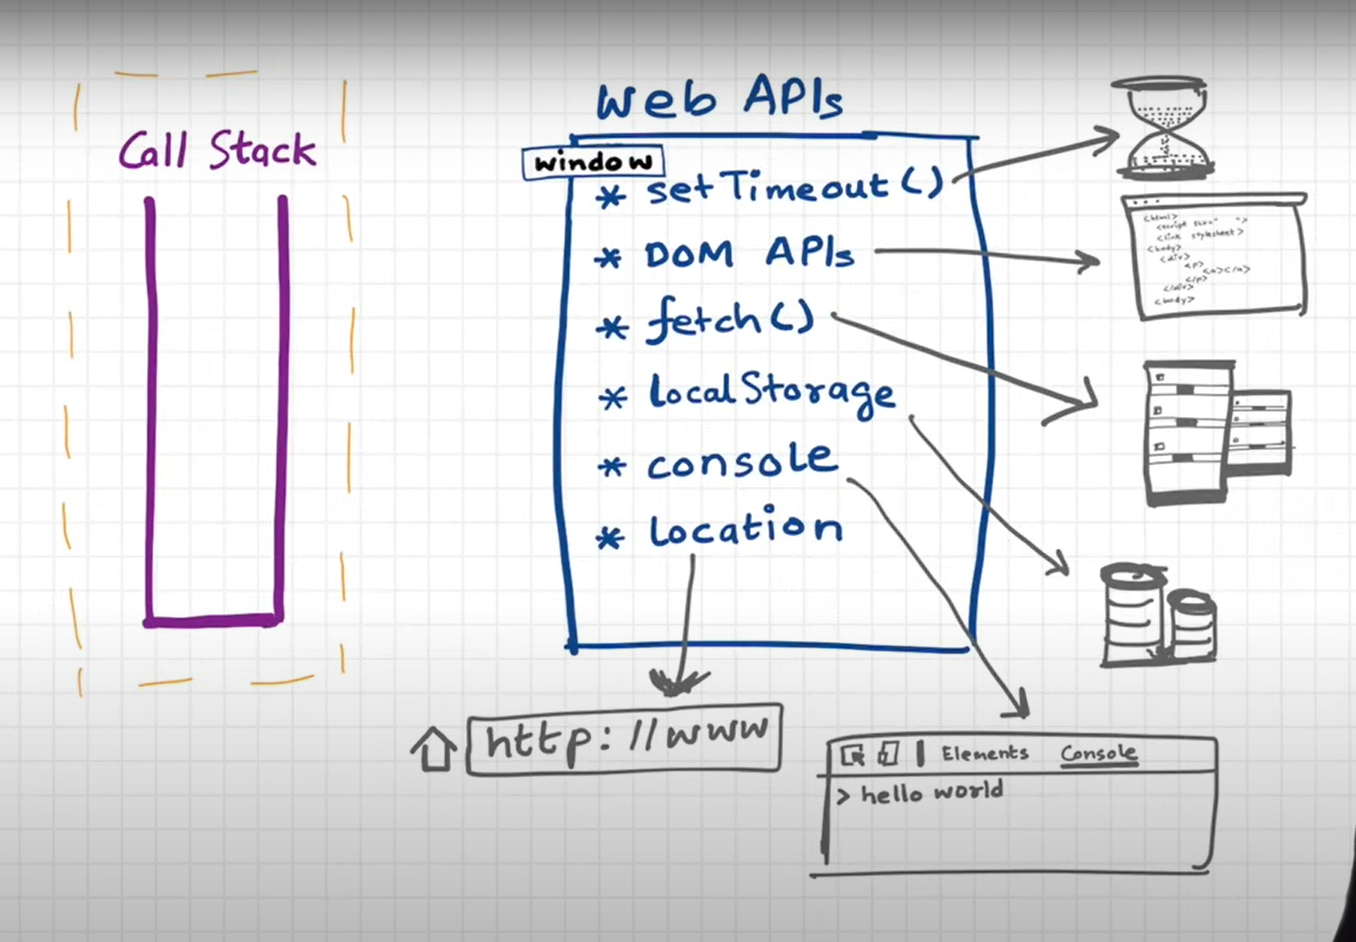 Call Stack
Web APIs
window
* setTimeout()
* DOM APIs
* fetch()
* localStorage
* console
* location
<html>
<script src=" ">
<link stylesheet>
<body>
<div>
<p>
<a></a>
</p>
</div>
<body>
http://www
Elements Console
> hello world